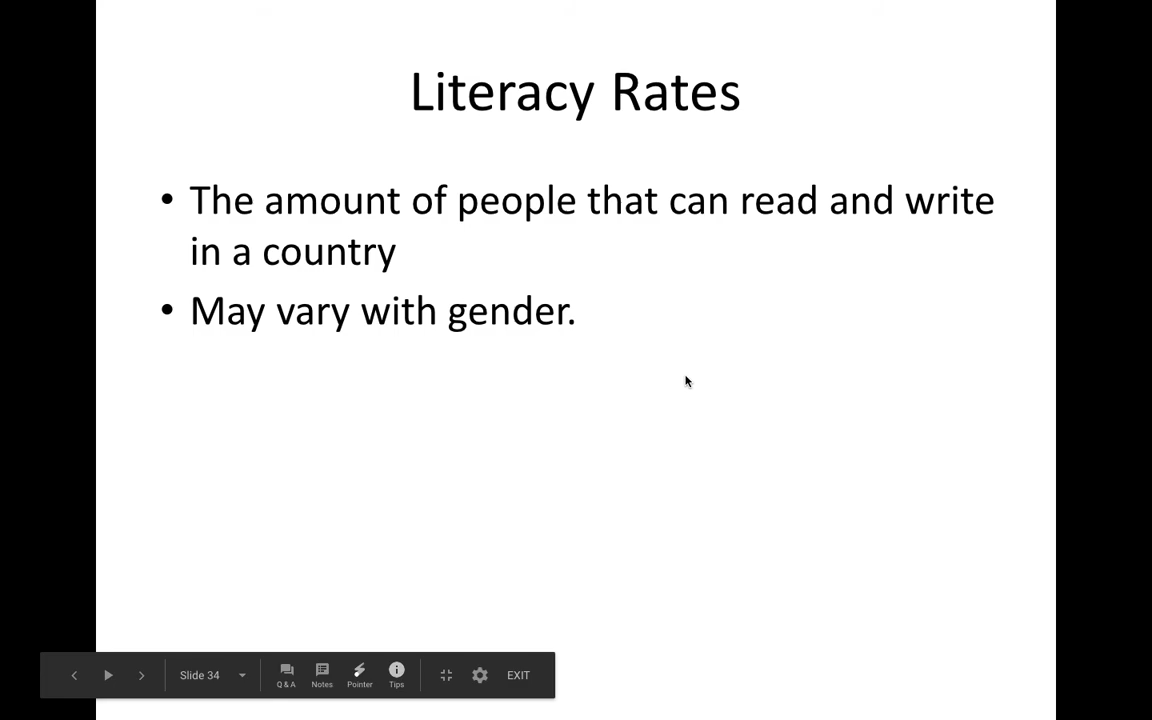 Literacy Rates
• The amount of people that can read and write
in a country
• May vary with gender.
Slide 34
Q & A
Notes
Pointer
Tips
EXIT